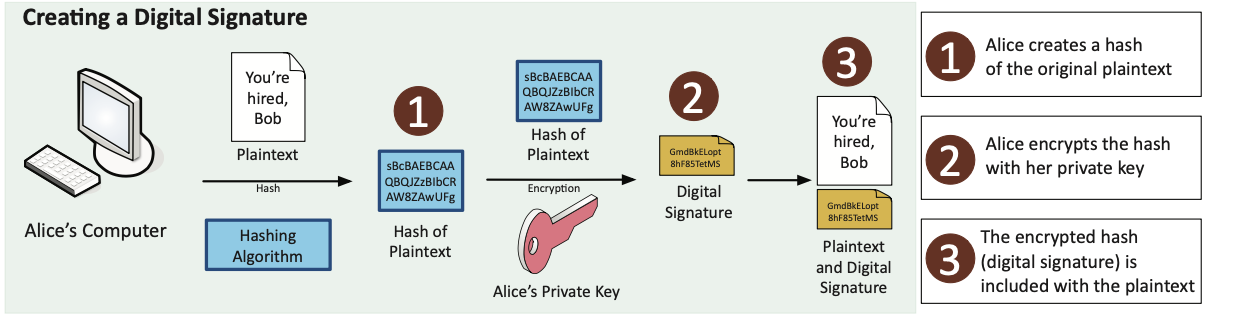 Creating a Digital Signature
Alice's Computer
You're
hired,
Bob
Plaintext
Hash
Hashing
Algorithm
1
sBcBAEBCAA
QBQJZzBIbCR
AW8ZAwUFg
Hash of
Plaintext
sBcBAEBCAA
QBQJZzBIbCR
AW8ZAwUFg
Hash of
Plaintext
Encryption
Alice's Private Key
2
GmdBkELopt
8hF85TetMS
Digital
Signature
3
You're
hired,
Bob
GmdBkELopt
8hF85TetMS
Plaintext
and Digital
Signature
1
Alice creates a hash
of the original plaintext
2
Alice encrypts the hash
with her private key
3
The encrypted hash
(digital signature) is
included with the plaintext